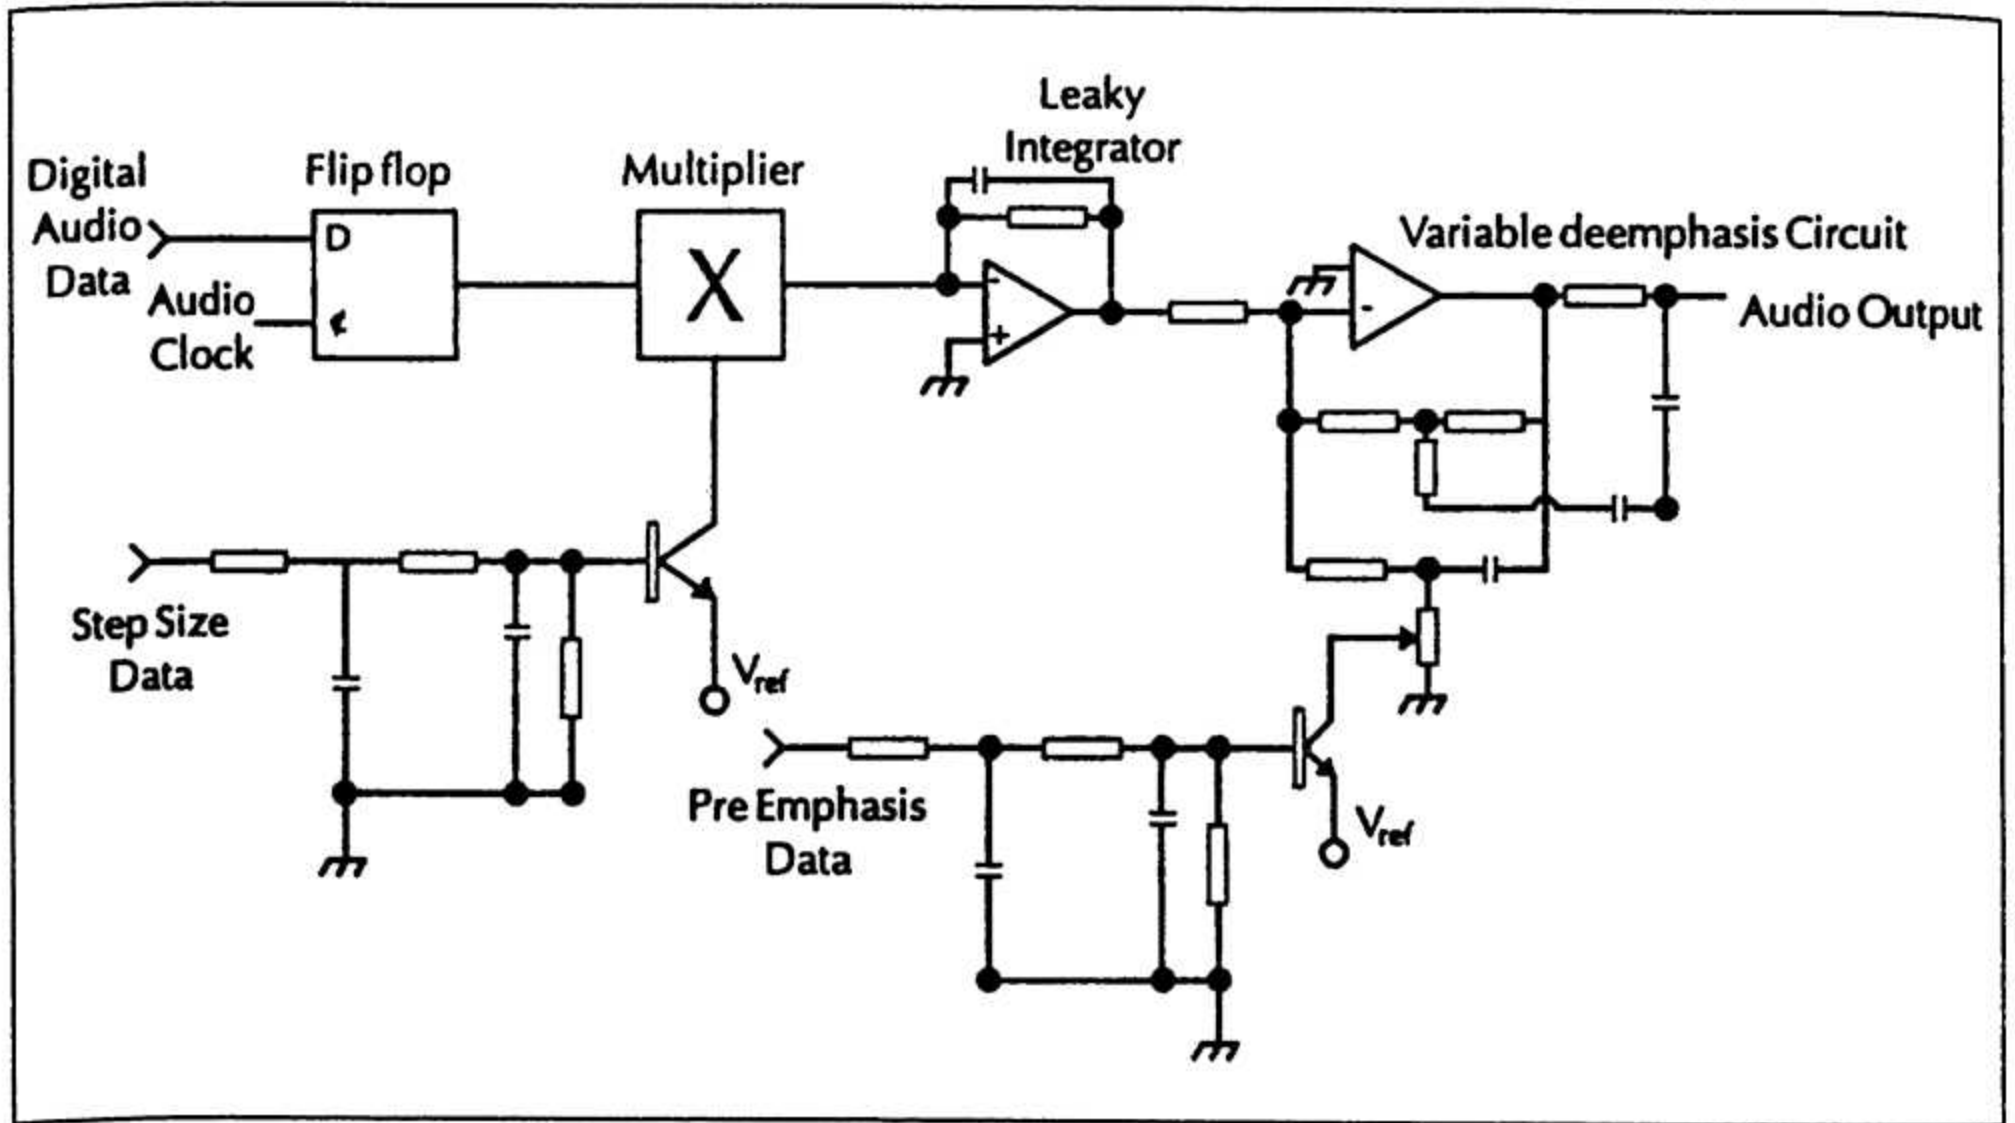 Digital
Audio
Data
Audio
Clock
Flip flop
D
Multiplier
X
Leaky
Integrator
-
+
Variable deemphasis Circuit
-
Audio Output
Step Size
Data
Vref
Pre Emphasis
Data
Vref